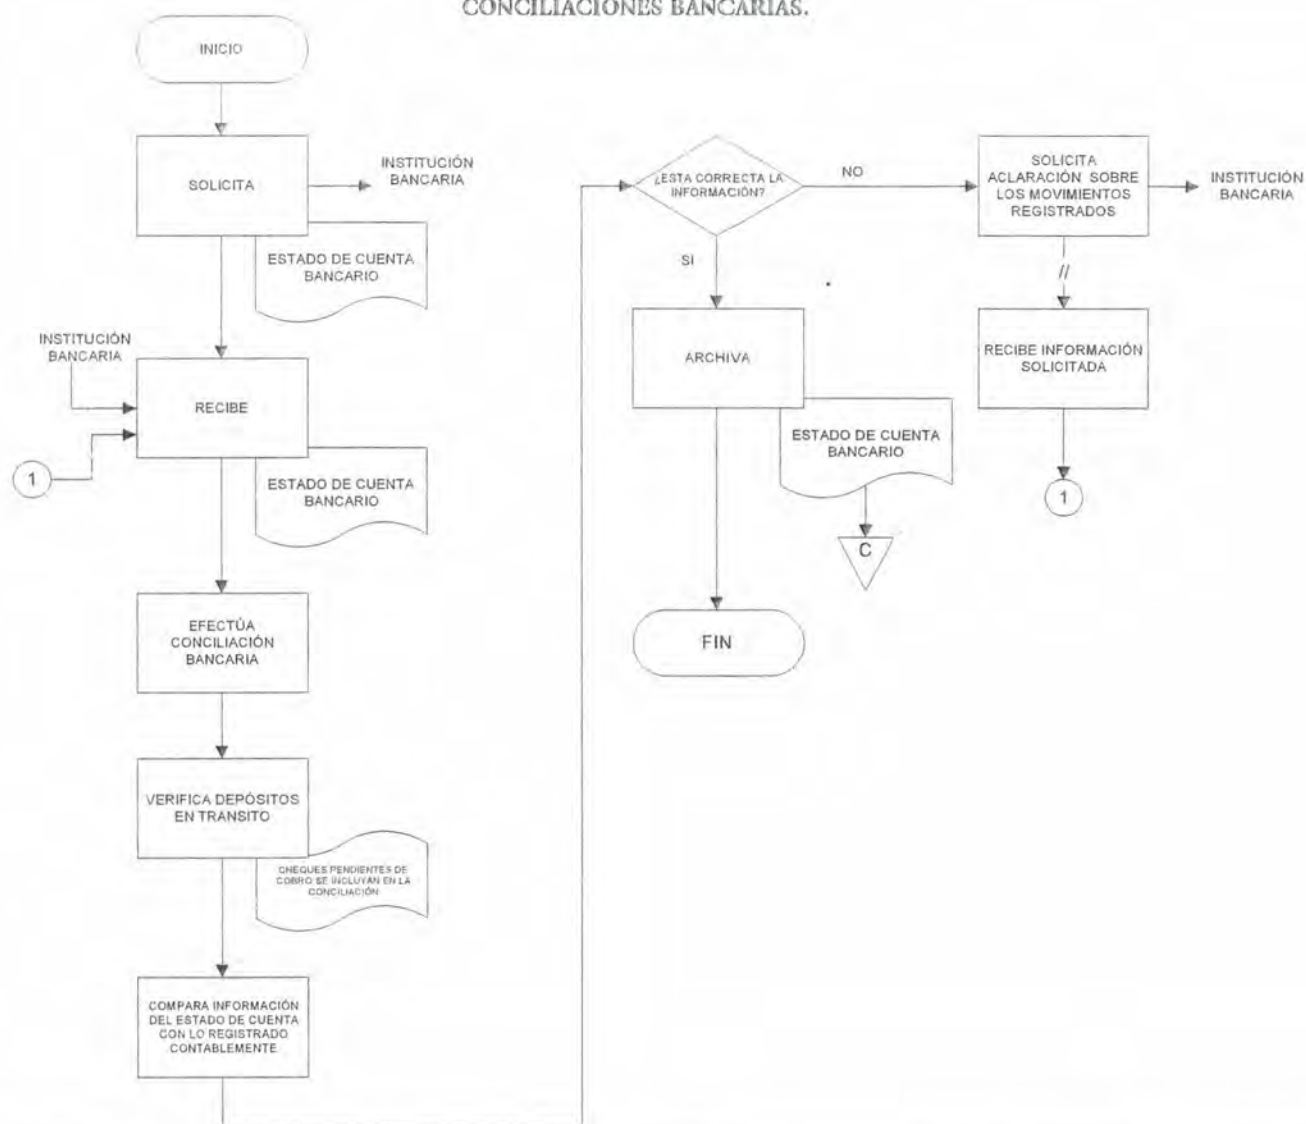 CONCILIACIONES BANCARIAS.
INICIO
SOLICITA
INSTITUCIÓN
BANCARIA
ESTADO DE CUENTA
BANCARIO
INSTITUCIÓN
BANCARIA
RECIBE
1
ESTADO DE CUENTA
BANCARIO
EFECTÚA
CONCILIACIÓN
BANCARIA
VERIFICA DEPÓSITOS
EN TRANSITO
CHEQUES PENDIENTES DE
COBRO SE INCLUYAN EN LA
CONCILIACIÓN
COMPARA INFORMACIÓN
DEL ESTADO DE CUENTA
CON LO REGISTRADO
CONTABLEMENTE
¿ESTA CORRECTA LA
INFORMACIÓN?
NO
SI
SOLICITA
ACLARACIÓN SOBRE
LOS MOVIMIENTOS
REGISTRADOS
INSTITUCIÓN
BANCARIA
//
RECIBE INFORMACIÓN
SOLICITADA
1
ARCHIVA
ESTADO DE CUENTA
BANCARIO
C
FIN